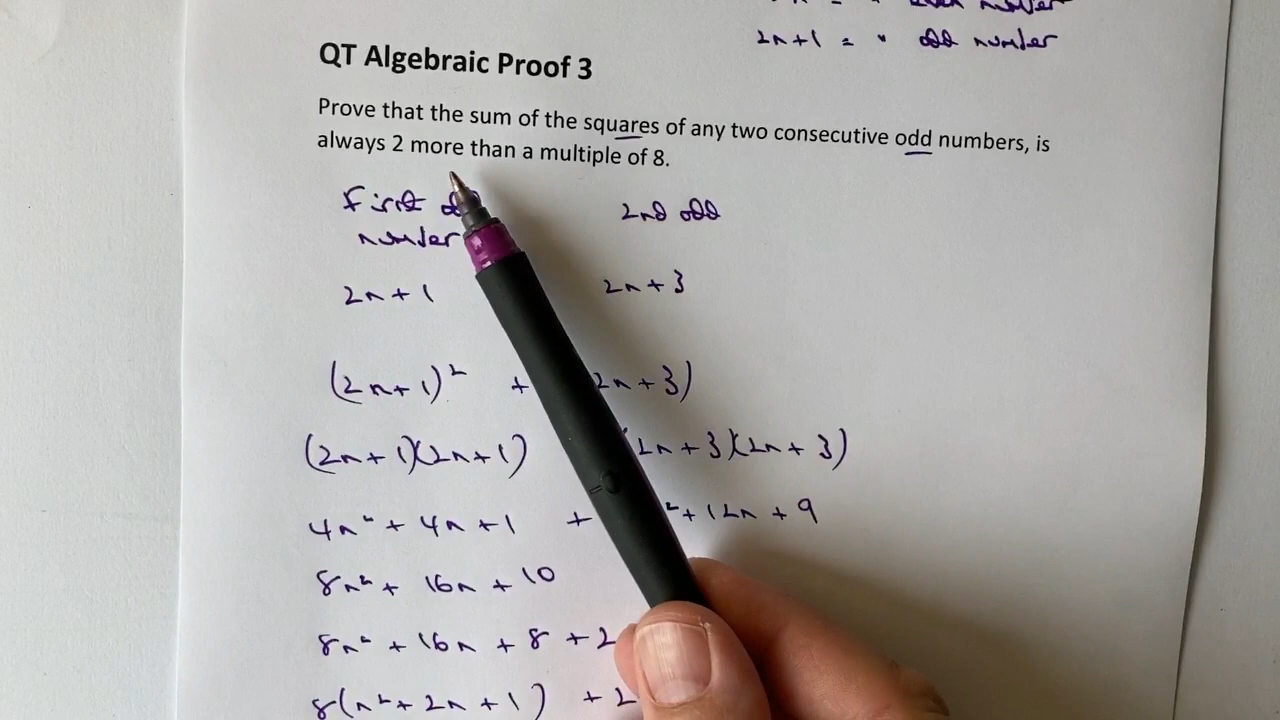 2n+1 = " odd number
QT Algebraic Proof 3
Prove that the sum of the squares of any two consecutive odd numbers, is
always 2 more than a multiple of 8.
First 2nd odd
number
2n+1 2n+3
(2n+1)² + 2n+3)
(2n+1)(2n+1) (2n+3)(2n+3)
4n²+4n+1 + ²+12n+9
8n²+16n+10
8n²+16n+8+2
8(n²+2n+1) +2